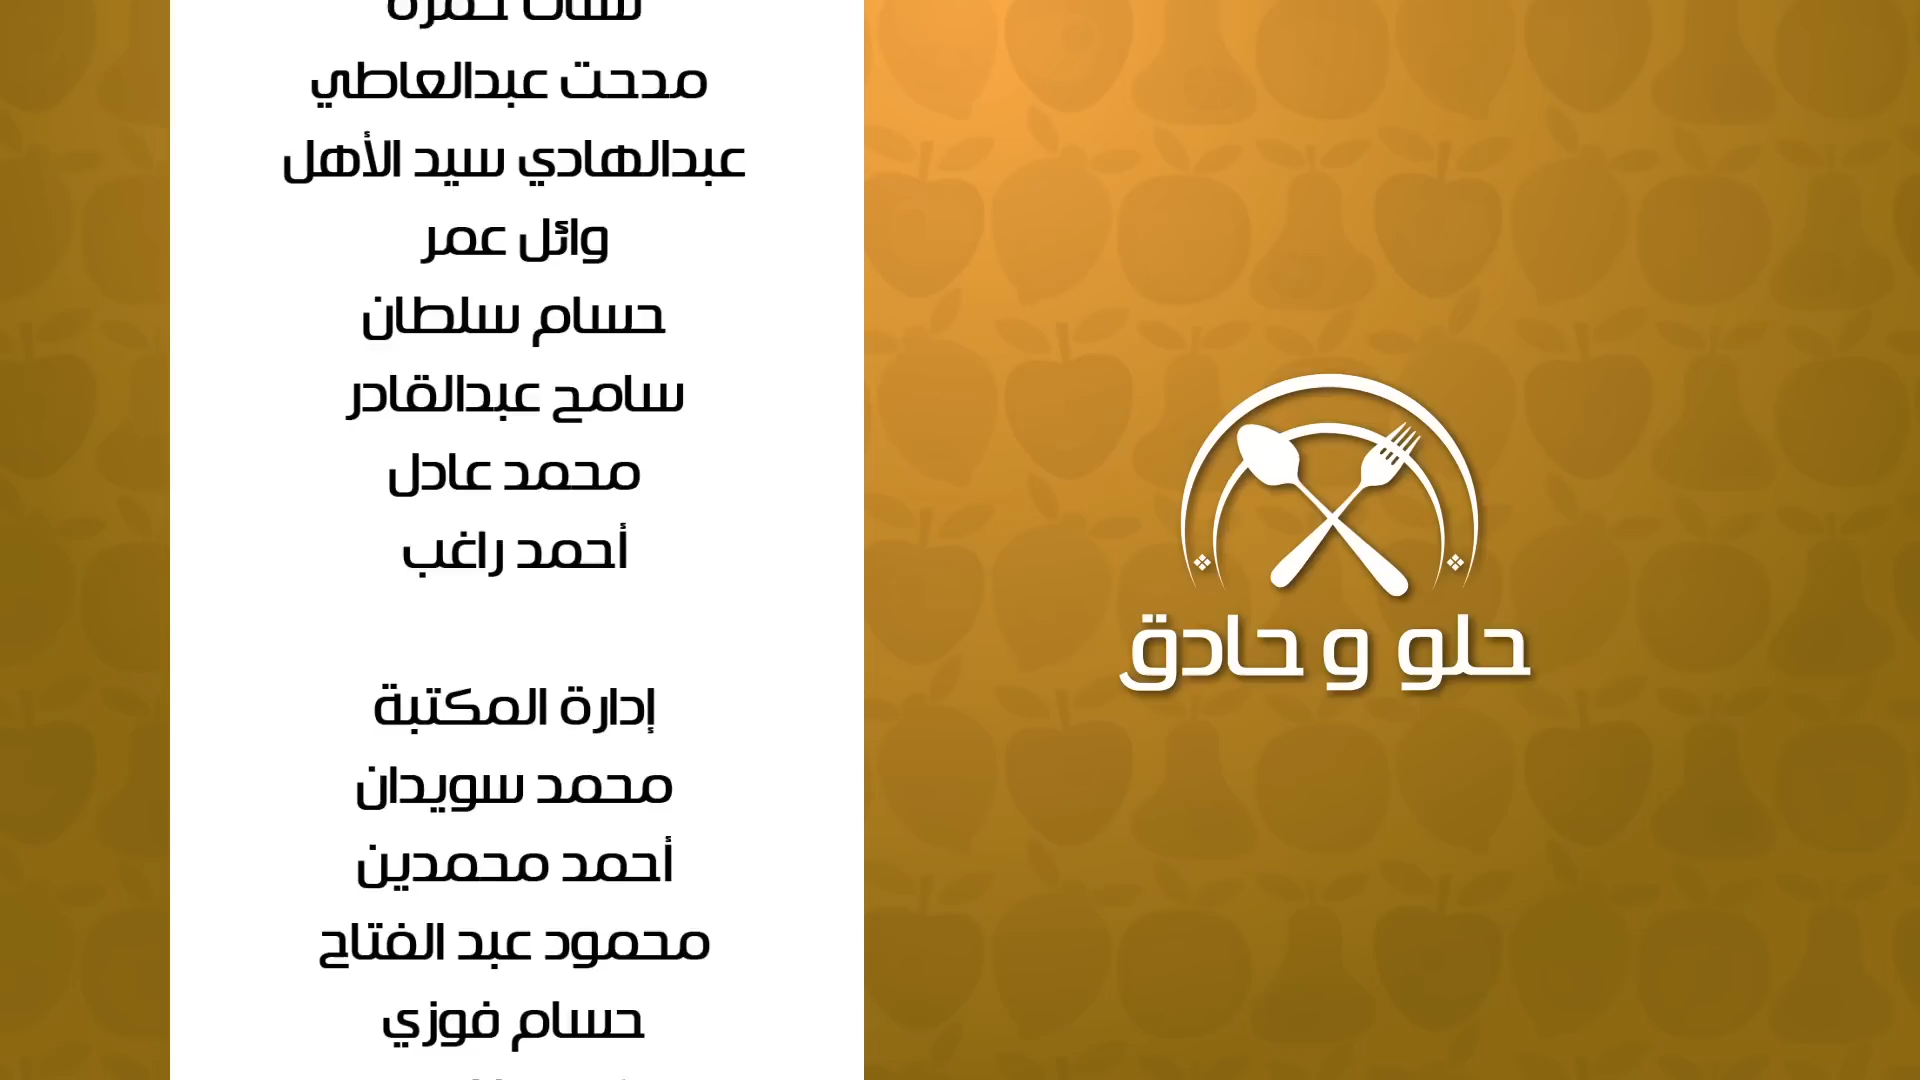 مدحت عبدالعاطي
عبدالهادي سيد الأهل
وائل عمر
حسام سلطان
سامح عبدالقادر
محمد عادل
أحمد راغب
إدارة المكتبة
محمد سويدان
أحمد محمدين
محمود عبد الفتاح
حسام فوزي
حلو و حادق